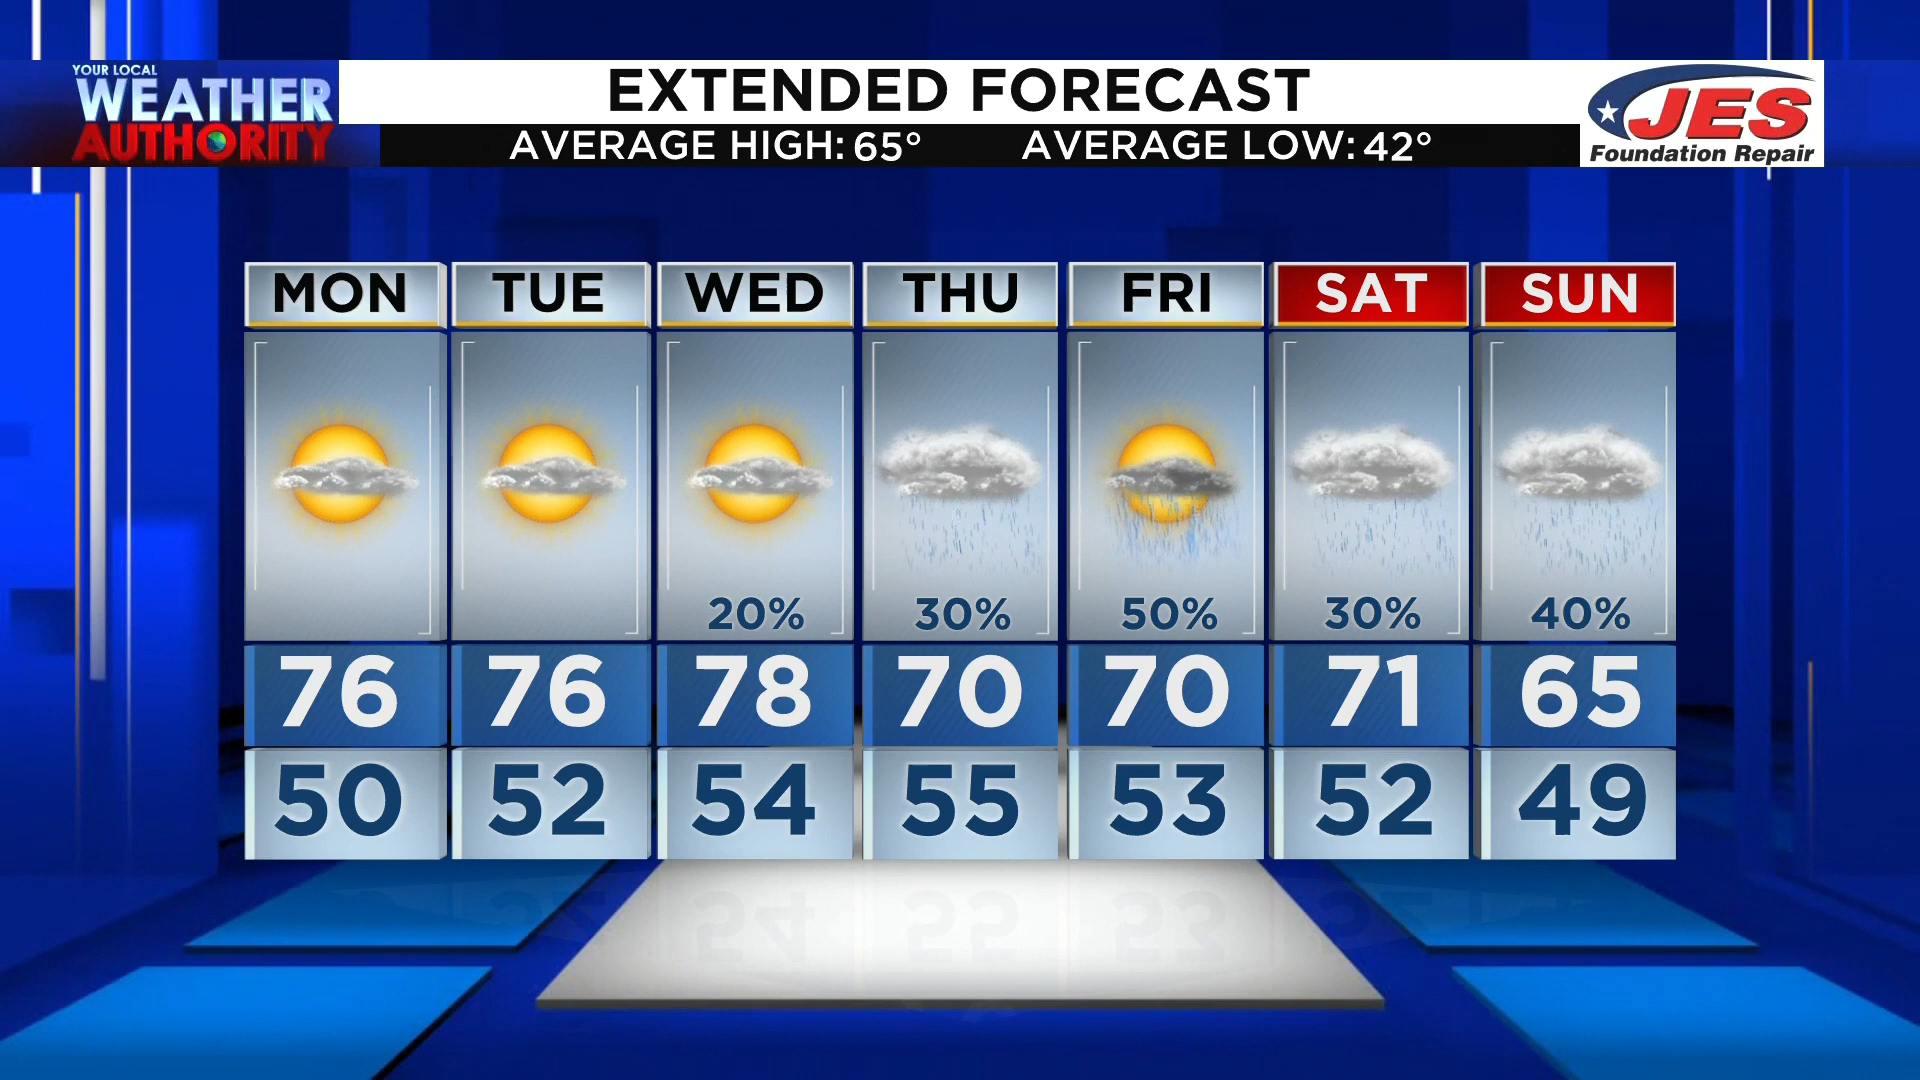 YOUR LOCAL
WEATHER
AUTHORITY
EXTENDED FORECAST
AVERAGE HIGH: 65° AVERAGE LOW: 42°
JES
Foundation Repair
MON TUE WED THU FRI SAT SUN
20% 30% 50% 30% 40%
76 76 78 70 70 71 65
50 52 54 55 53 52 49